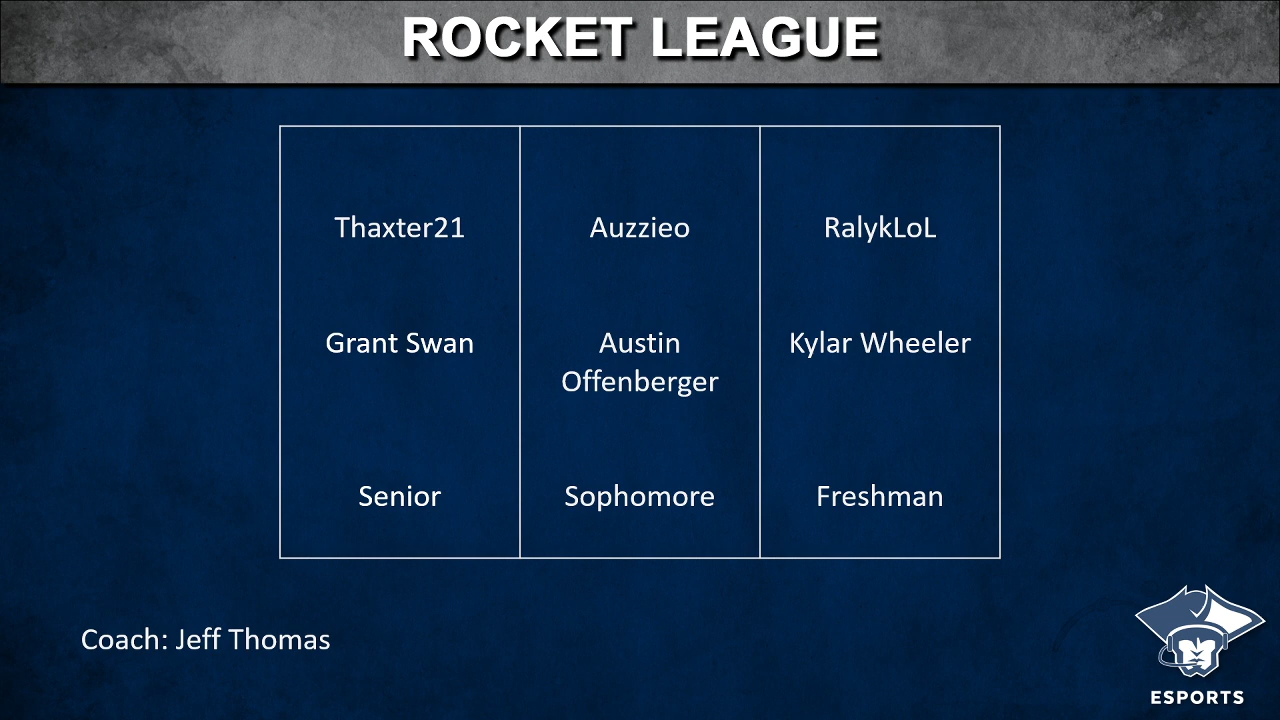 ROCKET LEAGUE
Thaxter21
Auzzieo
RalykLoL
Grant Swan
Austin
Offenberger
Kylar Wheeler
Senior
Sophomore
Freshman
Coach: Jeff Thomas
ESPORTS